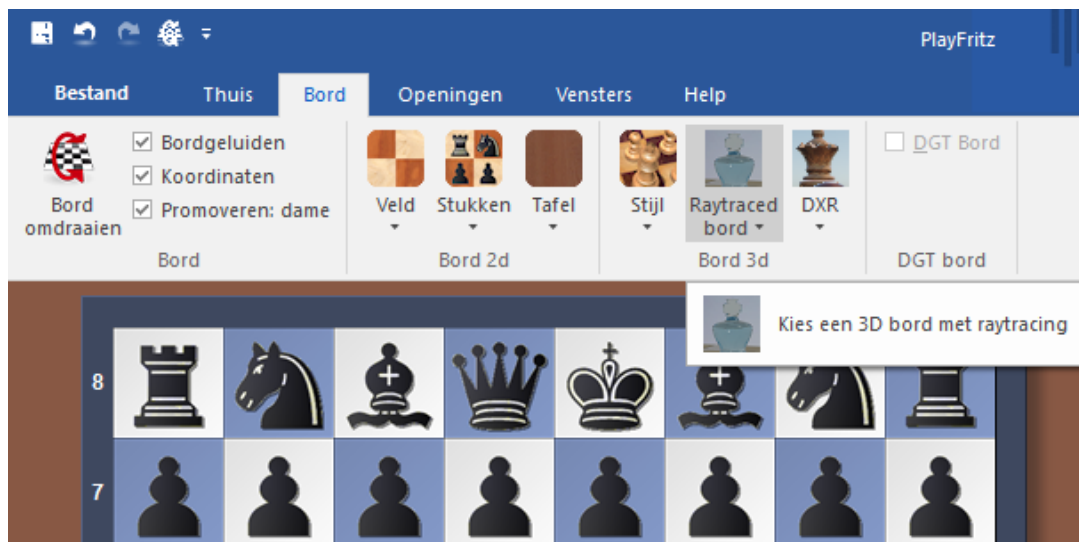 PlayFritz
Bestand Thuis Bord Openingen Vensters Help
Bordgeluiden
Koordinaten
Promoveren: dame
Bord
omdraaien
Bord
Veld
Stukken
Tafel
Bord 2d
Stijl
Raytraced
bord
DXR
Bord 3d
DGT Bord
DGT bord
Kies een 3D bord met raytracing
8
7